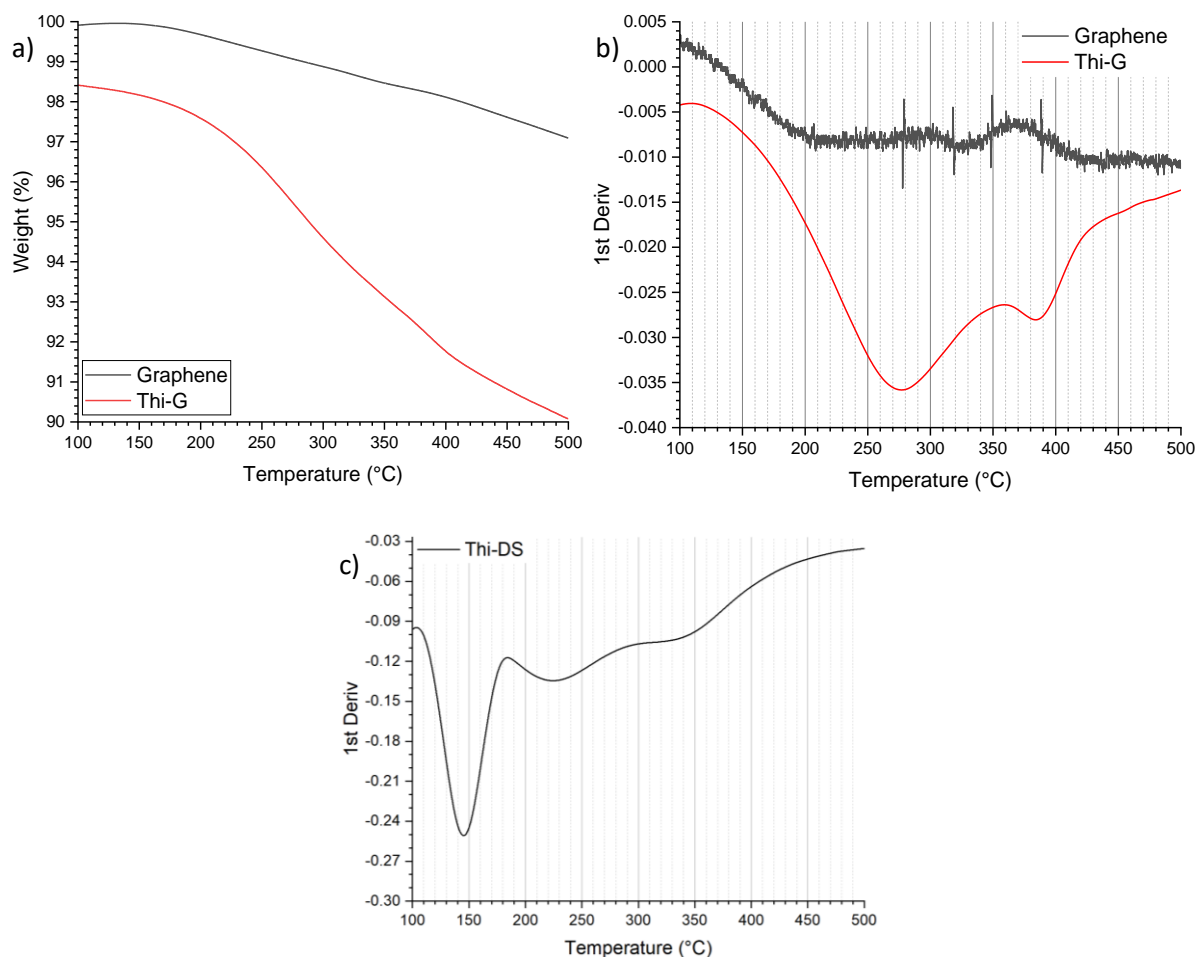 a)
100
99
98
97
96
95
94
93
92
91
90
Weight (%)
Graphene
Thi-G
100 150 200 250 300 350 400 450 500
Temperature (°C)
b)
0.005
0.000
-0.005
-0.010
-0.015
-0.020
-0.025
-0.030
-0.035
-0.040
1st Deriv
Graphene
Thi-G
100 150 200 250 300 350 400 450 500
Temperature (°C)
c)
-0.03
-0.06
-0.09
-0.12
-0.15
-0.18
-0.21
-0.24
-0.27
-0.30
1st Deriv
Thi-DS
100 150 200 250 300 350 400 450 500
Temperature (°C)